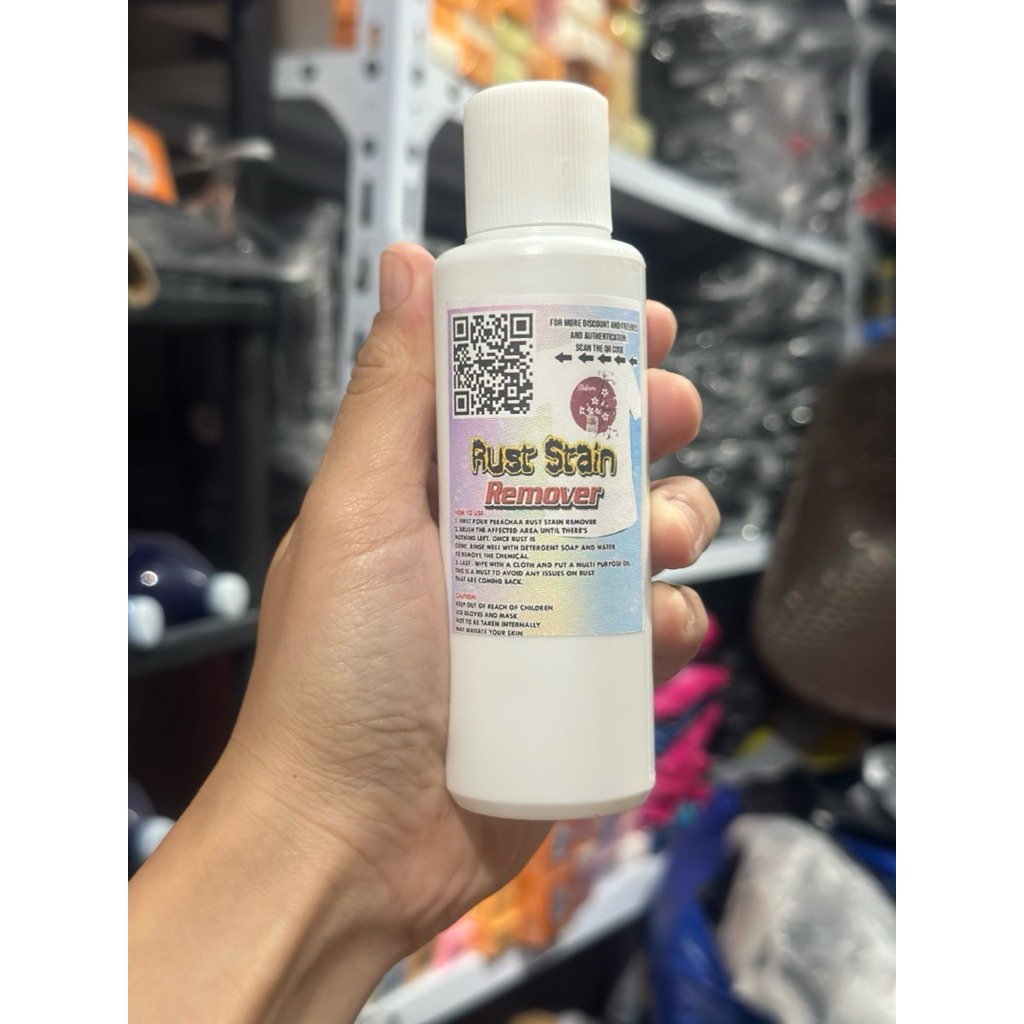 FOR MORE DISCOUNT AND FREEBIES
AND AUTHENTICATION
SCAN THE QR CODE
Rust Stain
Remover
HOW TO USE:
1. FIRST POUR PEEACHAA RUST STAIN REMOVER
2. BRUSH THE AFFECTED AREA UNTIL THERE'S
NOTHING LEFT. ONCE RUST IS
GONE, RINSE WELL WITH DETERGENT SOAP AND WATER
TO REMOVE THE CHEMICAL.
3. LAST, WIPE WITH A CLOTH AND PUT A MULTI PURPOSE OIL
THIS IS A MUST TO AVOID ANY ISSUES ON RUST
THAT ARE COMING BACK.
CAUTION:
KEEP OUT OF REACH OF CHILDREN
USE GLOVES AND MASK
NOT TO BE TAKEN INTERNALLY
MAY IRRITATE YOUR SKIN